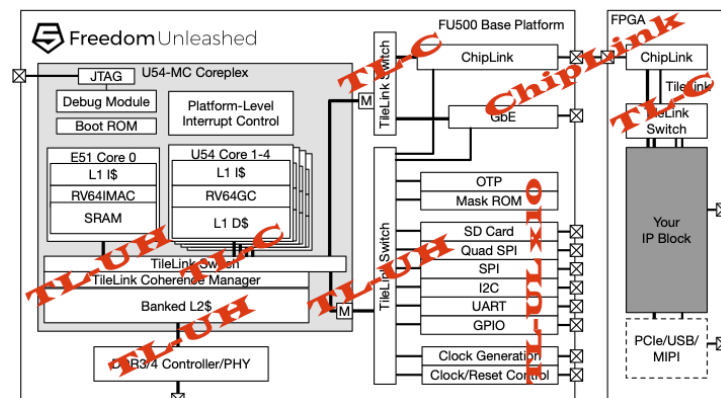 Freedom Unleashed
FU500 Base Platform
FPGA
U54-MC Coreplex
JTAG
Debug Module
Boot ROM
Platform-Level
Interrupt Control
E51 Core 0
L1 I$
RV64IMAC
SRAM
U54 Core 1-4
L1 I$
RV64GC
L1 D$
TileLink Switch
TileLink Coherence Manager
Banked L2$
DDR3/4 Controller/PHY
M
M
TileLink Switch
TileLink Switch
ChipLink
GbE
OTP
Mask ROM
SD Card
Quad SPI
SPI
I2C
UART
GPIO
Clock Generation
Clock/Reset Control
ChipLink
TileLink
TileLink
Switch
Your
IP Block
PCIe/USB/
MIPI
TL-UH
TL-C
TL-UH
TL-UH
TL-C
ChipLink
TL-C
TL-UL x10